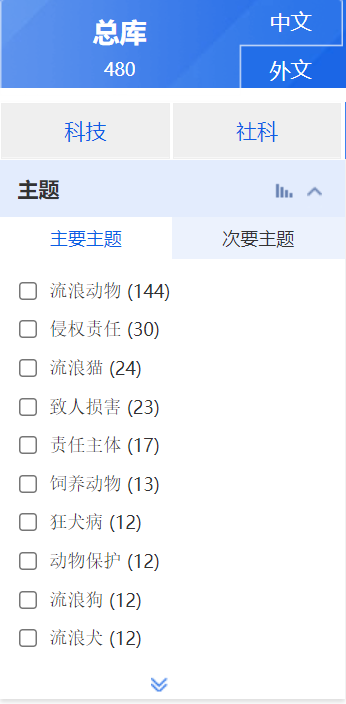 总库
480
中文
外文
科技
社科
主题
主要主题
次要主题
流浪动物 (144)
侵权责任 (30)
流浪猫 (24)
致人损害 (23)
责任主体 (17)
饲养动物 (13)
狂犬病 (12)
动物保护 (12)
流浪狗 (12)
流浪犬 (12)